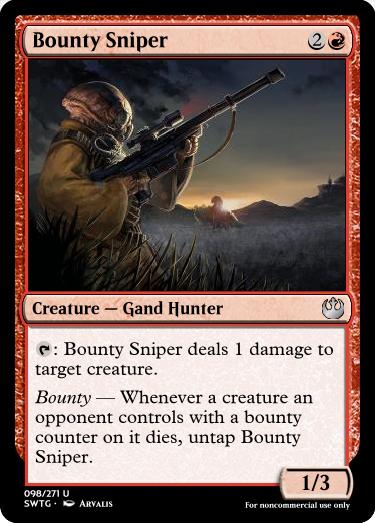 Bounty Sniper 2
Creature — Gand Hunter
: Bounty Sniper deals 1 damage to
target creature.
Bounty — Whenever a creature an
opponent controls with a bounty
counter on it dies, untap Bounty
Sniper.
1/3
098/271 U
SWTG · Arvalis
For noncommercial use only